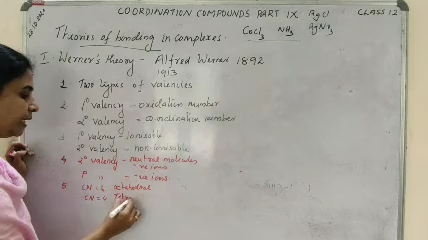 COORDINATION COMPOUNDS PART IX AgCl CLASS 12
Theories of bonding in complexes. CoCl3 NH3 AgNO3
I Werner's theory - Alfred Werner 1892
1913
1 Two types of valencies
2 1° valency - oxidation number
2° valency - co-ordination number
3 1° valency - ionisable
2° valency - non-ionisable
4 2° valency - neutral molecules
-ve ions
P " -ve ions
5 CN = 6 octahedral
CN = 4